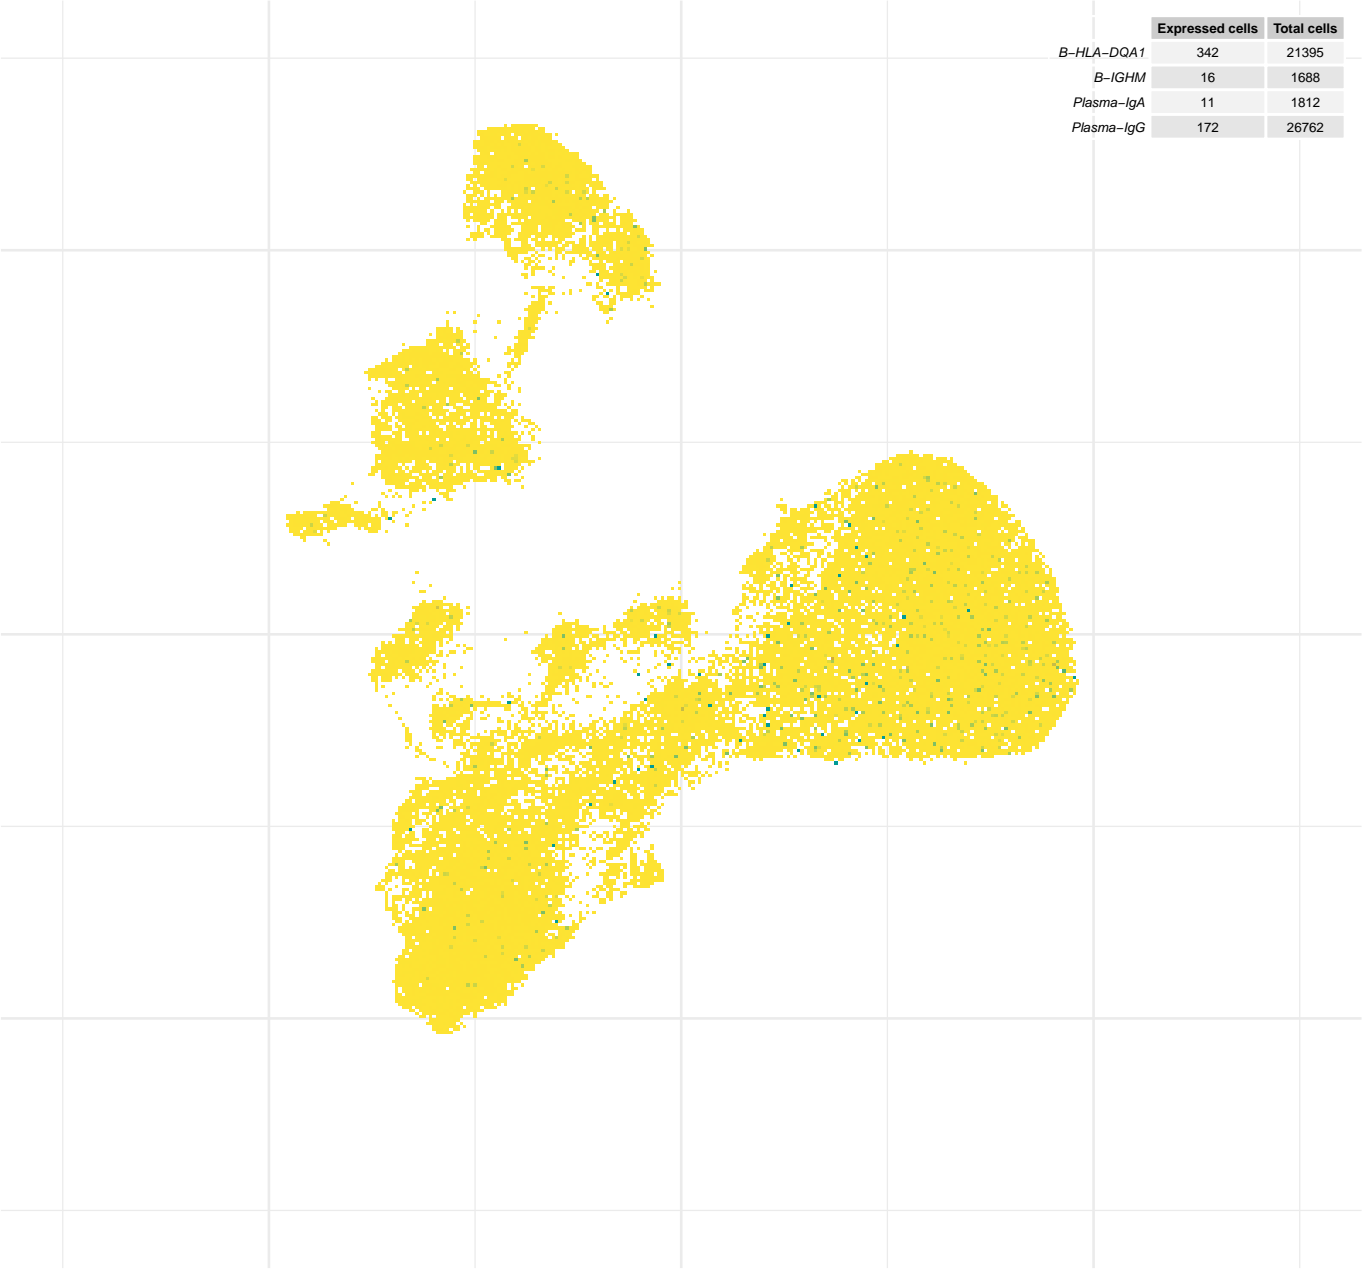 Expressed cells Total cells
B−HLA−DQA1 342 21395
B−IGHM 16 1688
Plasma−IgA 11 1812
Plasma−IgG 172 26762